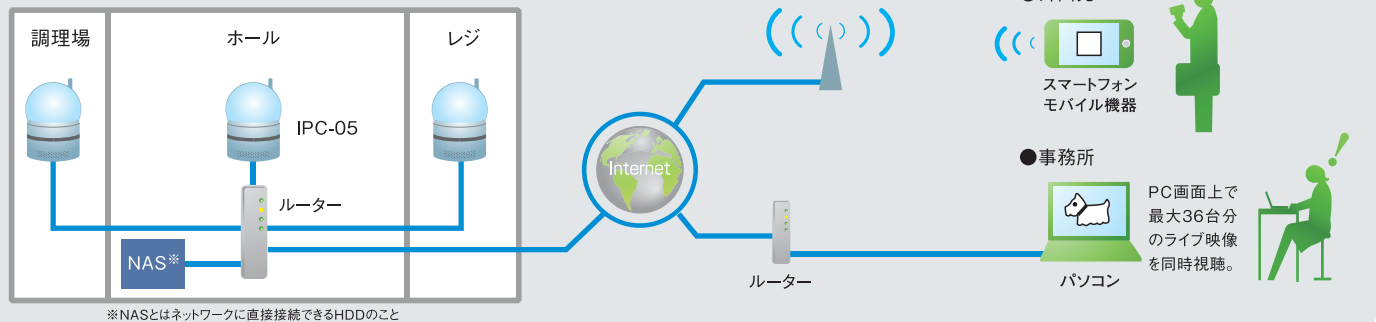 調理場
ホール
レジ
IPC-05
ルーター
NAS※
※NASとはネットワークに直接接続できるHDDのこと
Internet
スマートフォン
モバイル機器
●事務所
PC画面上で
最大36台分
のライブ映像
を同時視聴。
ルーター
パソコン